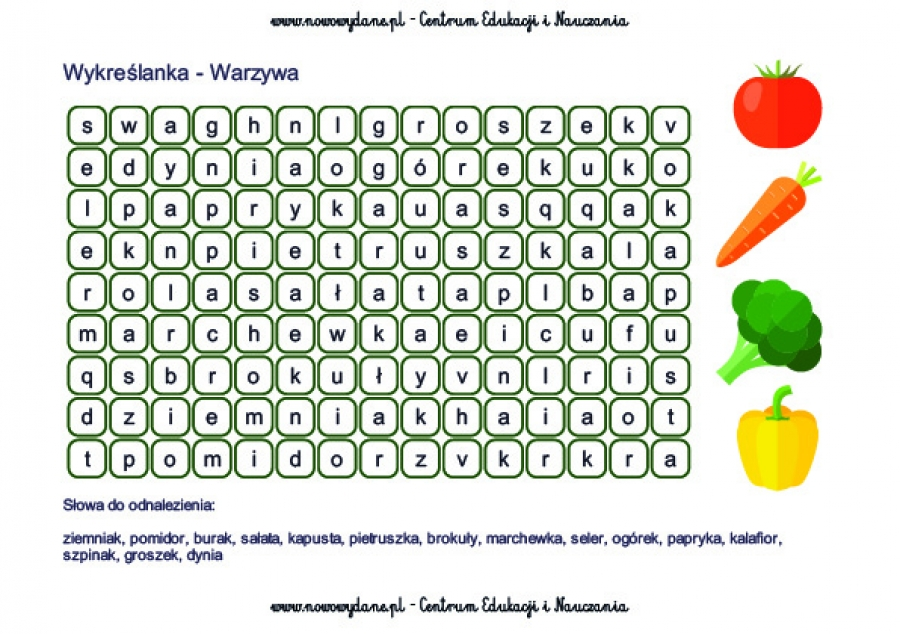 www.nowowydane.pl - Centrum Edukacji i Nauczania
Wykreślanka - Warzywa
s w a g h n l g r o s z e k v
e d y n i a o g ó r e k u k o
l p a p r y k a u a s q q a k
e k n p i e t r u s z k a l a
r o l a s a ł a t a p l b a p
m a r c h e w k a e i c u f u
q s b r o k u ł y v n l r i s
d z i e m n i a k h a i a o t
t p o m i d o r z v k r k r a
Słowa do odnalezienia:
ziemniak, pomidor, burak, sałata, kapusta, pietruszka, brokuły, marchewka, seler, ogórek, papryka, kalafior,
szpinak, groszek, dynia
www.nowowydane.pl - Centrum Edukacji i Nauczania